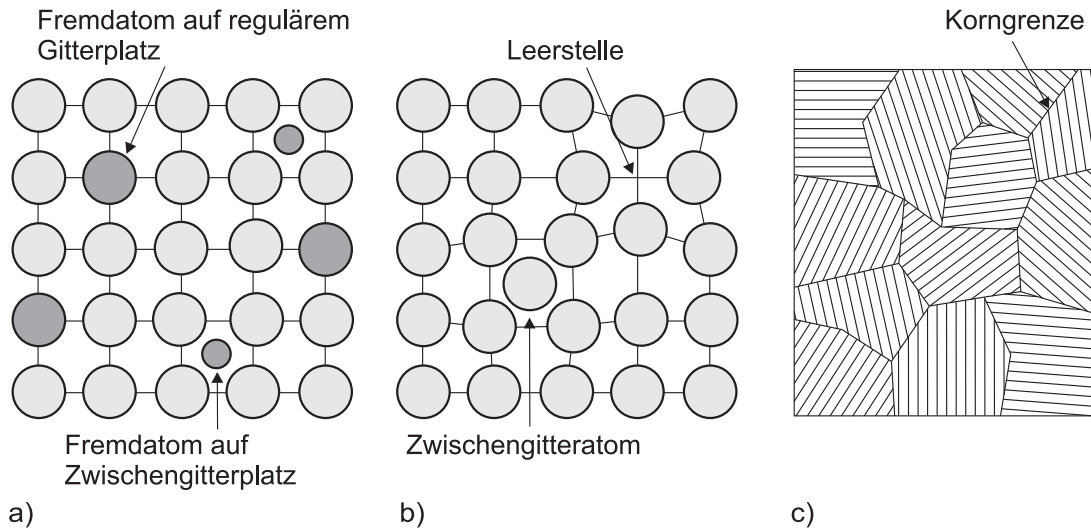 Fremdatom auf regulärem
Gitterplatz
Fremdatom auf
Zwischengitterplatz
a)
Leerstelle
Zwischengitteratom
b)
Korngrenze
c)